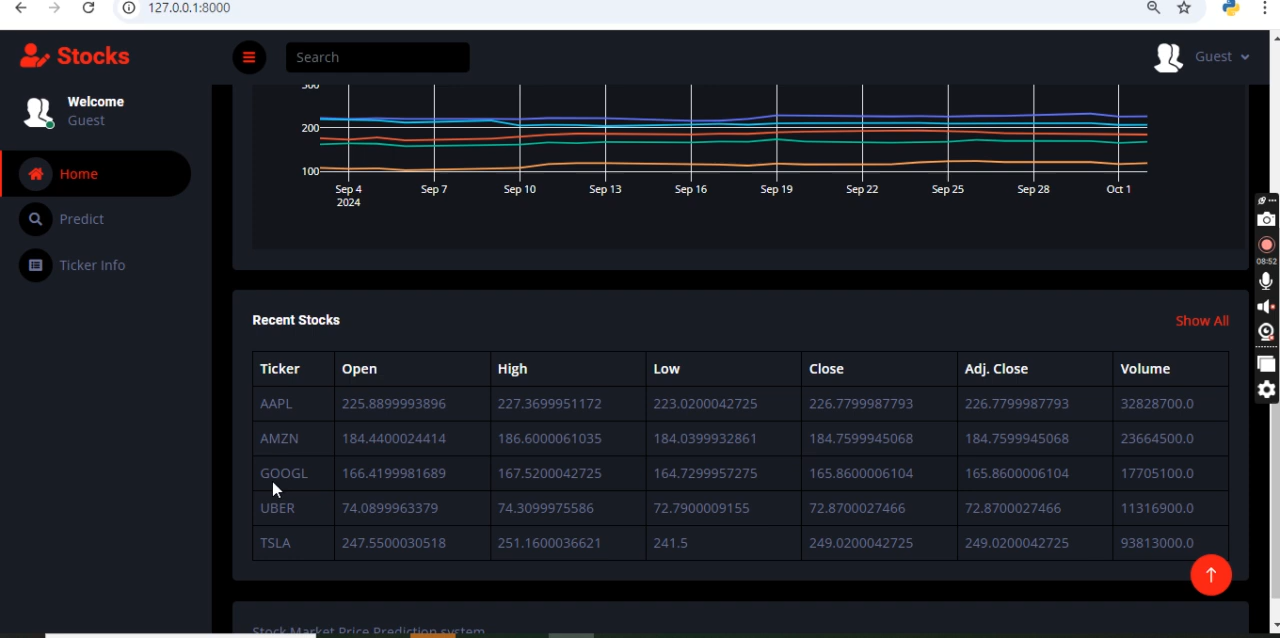 127.0.0.1:8000
Stocks
Search
Guest
Welcome
Guest
Home
Predict
Ticker Info
300
200
100
Sep 4
2024
Sep 7
Sep 10
Sep 13
Sep 16
Sep 19
Sep 22
Sep 25
Sep 28
Oct 1
08:52
Recent Stocks
Show All
Ticker Open High Low Close Adj. Close Volume
AAPL 225.8899993896 227.3699951172 223.0200042725 226.7799987793 226.7799987793 32828700.0
AMZN 184.4400024414 186.6000061035 184.0399932861 184.7599945068 184.7599945068 23664500.0
GOOGL 166.4199981689 167.5200042725 164.7299957275 165.8600006104 165.8600006104 17705100.0
UBER 74.0899963379 74.3099975586 72.7900009155 72.8700027466 72.8700027466 11316900.0
TSLA 247.5500030518 251.1600036621 241.5 249.0200042725 249.0200042725 93813000.0
Stock Market Price Prediction system